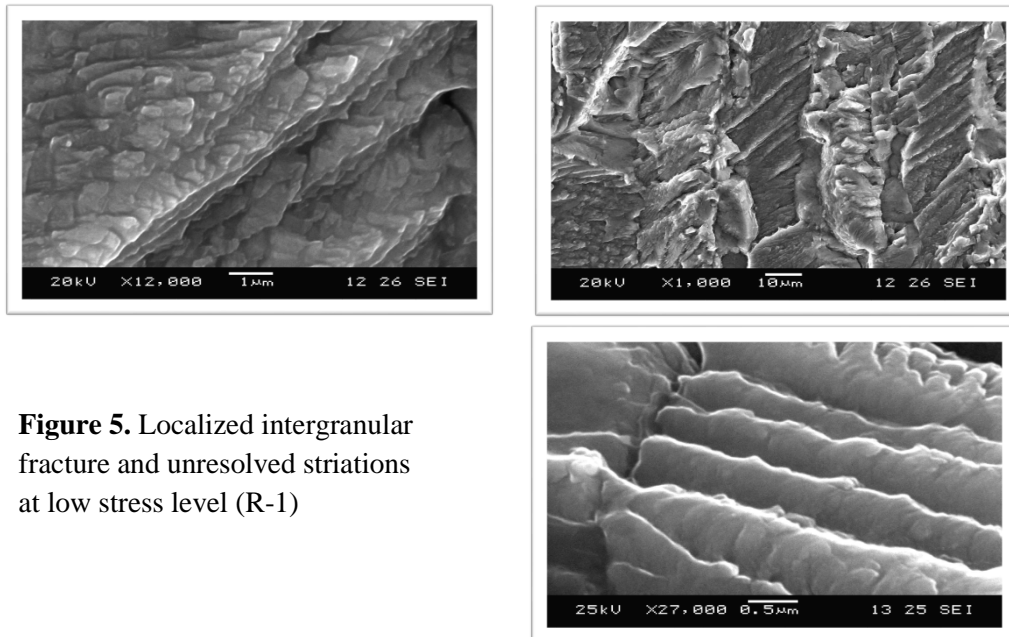 20kV X12,000 1μm 12 26 SEI
20kV X1,000 10μm 12 26 SEI
Figure 5. Localized intergranular
fracture and unresolved striations
at low stress level (R-1)
25kV X27,000 0.5μm 13 25 SEI